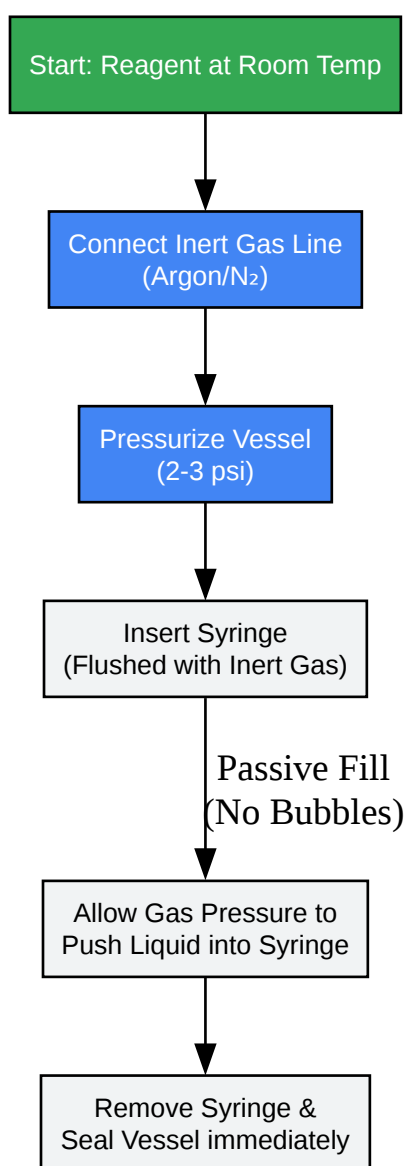 Start: Reagent at Room Temp
Connect Inert Gas Line
(Argon/N₂)
Pressurize Vessel
(2-3 psi)
Insert Syringe
(Flushed with Inert Gas)
Passive Fill
(No Bubbles)
Allow Gas Pressure to
Push Liquid into Syringe
Remove Syringe &
Seal Vessel immediately